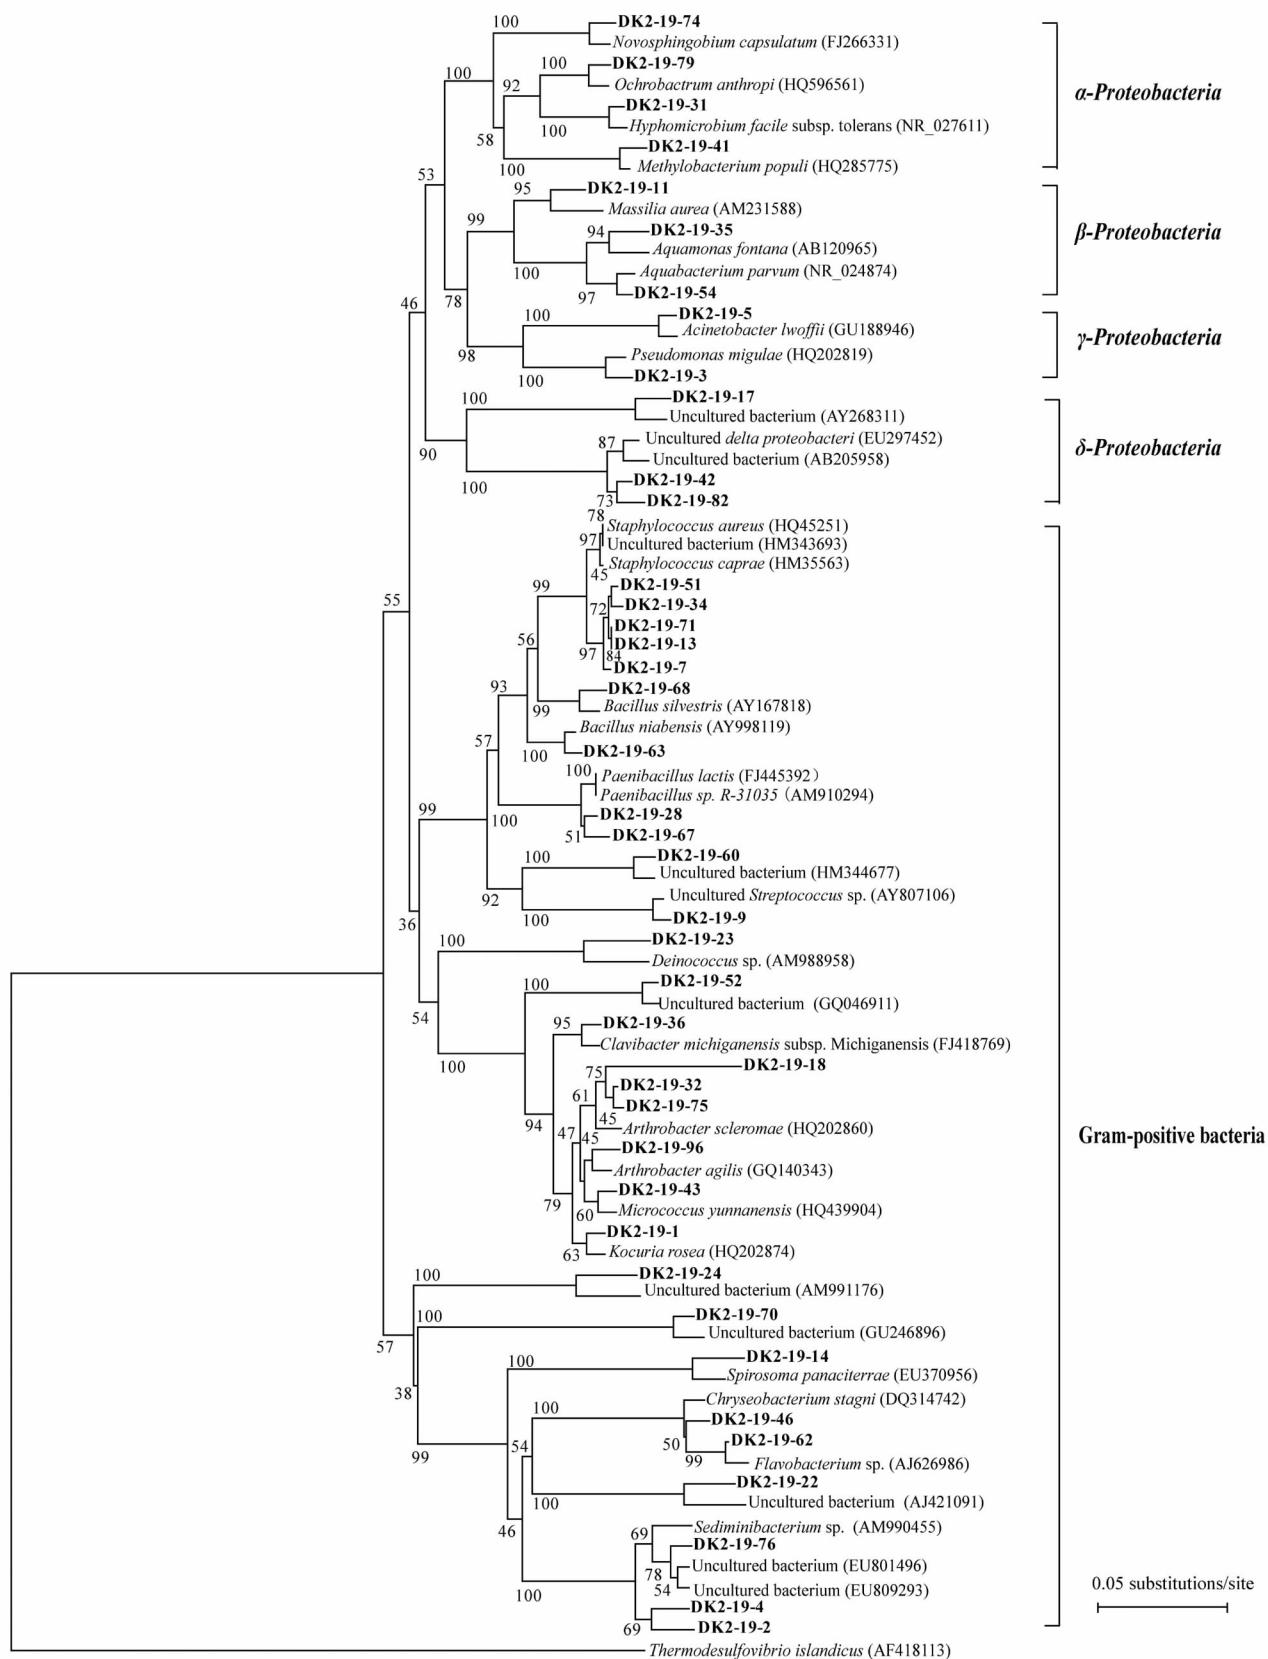 100
DK2-19-74
Novosphingobium capsulatum (FJ266331)
100
DK2-19-79
100
92
Ochrobactrum anthropi (HQ596561)
α-Proteobacteria
DK2-19-31
100
Hyphomicrobium facile subsp. tolerans (NR_027611)
58
DK2-19-41
100
Methylobacterium populi (HQ285775)
53
95
DK2-19-11
Massilia aurea (AM231588)
99
94
DK2-19-35
β-Proteobacteria
Aquamonas fontana (AB120965)
100
Aquabacterium parvum (NR_024874)
97
DK2-19-54
46
78
100
DK2-19-5
Acinetobacter lwoffii (GU188946)
γ-Proteobacteria
98
Pseudomonas migulae (HQ202819)
100
DK2-19-3
100
DK2-19-17
Uncultured bacterium (AY268311)
87
Uncultured delta proteobacteri (EU297452)
δ-Proteobacteria
90
Uncultured bacterium (AB205958)
100
DK2-19-42
73
DK2-19-82
78
Staphylococcus aureus (HQ45251)
97
Uncultured bacterium (HM343693)
Staphylococcus caprae (HM35563)
45
99
DK2-19-51
55
72
DK2-19-34
DK2-19-71
56
DK2-19-13
97
84
DK2-19-7
93
DK2-19-68
99
Bacillus silvestris (AY167818)
Bacillus niabensis (AY998119)
57
100
DK2-19-63
100
Paenibacillus lactis (FJ445392)
Paenibacillus sp. R-31035 (AM910294)
99
100
DK2-19-28
51
DK2-19-67
100
DK2-19-60
Uncultured bacterium (HM344677)
92
Uncultured Streptococcus sp. (AY807106)
36
100
DK2-19-9
100
DK2-19-23
Deinococcus sp. (AM988958)
100
DK2-19-52
Uncultured bacterium (GQ046911)
54
95
DK2-19-36
Clavibacter michiganensis subsp. Michiganensis (FJ418769)
100
75
DK2-19-18
61
DK2-19-32
DK2-19-75
94
45
Arthrobacter scleromae (HQ202860)
Gram-positive bacteria
47
45
DK2-19-96
Arthrobacter agilis (GQ140343)
79
DK2-19-43
60
Micrococcus yunnanensis (HQ439904)
DK2-19-1
63
Kocuria rosea (HQ202874)
100
DK2-19-24
Uncultured bacterium (AM991176)
100
DK2-19-70
57
Uncultured bacterium (GU246896)
100
DK2-19-14
Spirosoma panaciterrae (EU370956)
38
100
Chryseobacterium stagni (DQ314742)
DK2-19-46
54
50
DK2-19-62
99
99
Flavobacterium sp. (AJ626986)
DK2-19-22
100
Uncultured bacterium (AJ421091)
46
69
Sediminibacterium sp. (AM990455)
DK2-19-76
78
Uncultured bacterium (EU801496)
100
54
Uncultured bacterium (EU809293)
0.05 substitutions/site
DK2-19-4
69
DK2-19-2
Thermodesulfovibrio islandicus (AF418113)